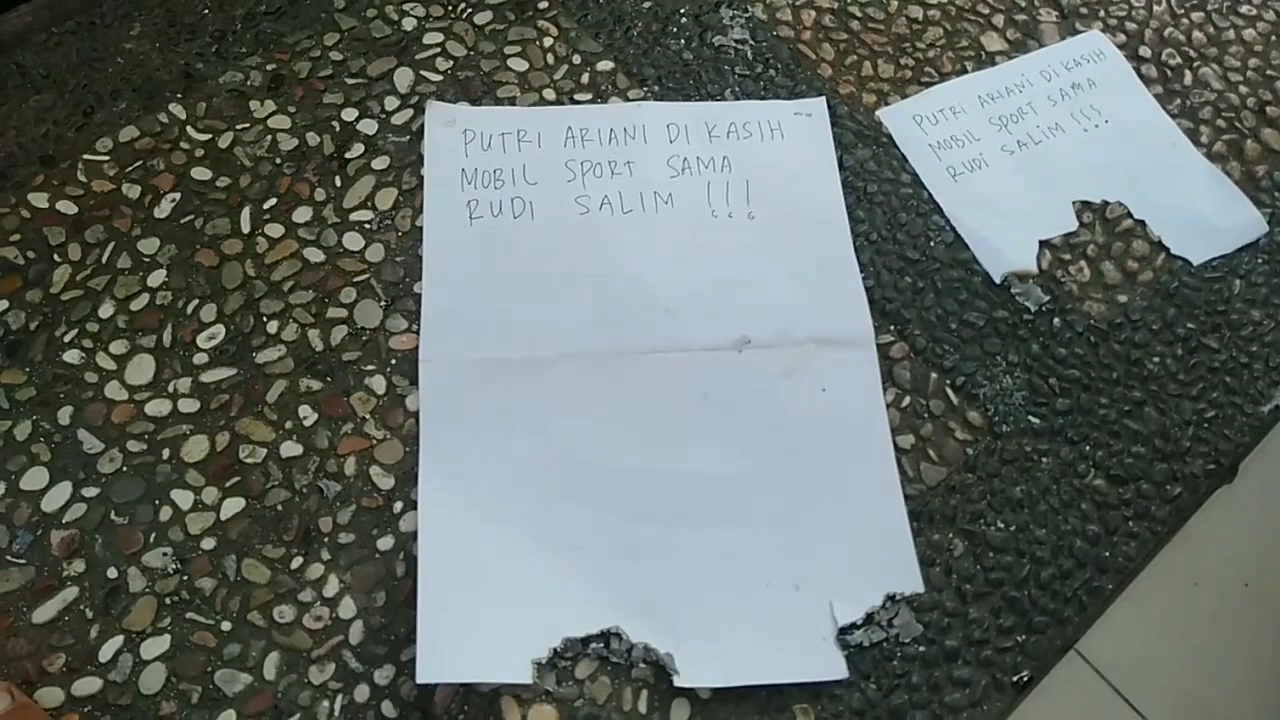 PUTRI ARIANI DI KASIH
MOBIL SPORT SAMA
RUDI SALIM !!!
PUTRI ARIANI DI KASIH
MOBIL SPORT SAMA
RUDI SALIM !!!